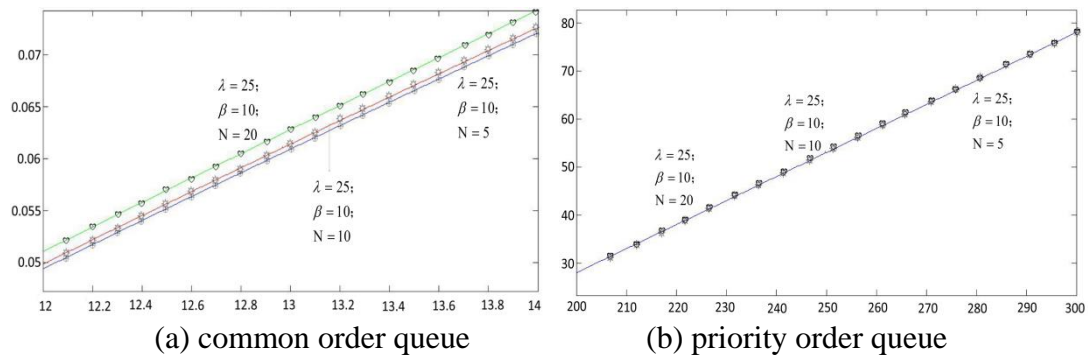 0.07
0.065
0.06
0.055
0.05
12 12.2 12.4 12.6 12.8 13 13.2 13.4 13.6 13.8 14
λ = 25;
β = 10;
N = 20
λ = 25;
β = 10;
N = 5
λ = 25;
β = 10;
N = 10
(a) common order queue
80
70
60
50
40
30
200 210 220 230 240 250 260 270 280 290 300
λ = 25;
β = 10;
N = 20
λ = 25;
β = 10;
N = 10
λ = 25;
β = 10;
N = 5
(b) priority order queue